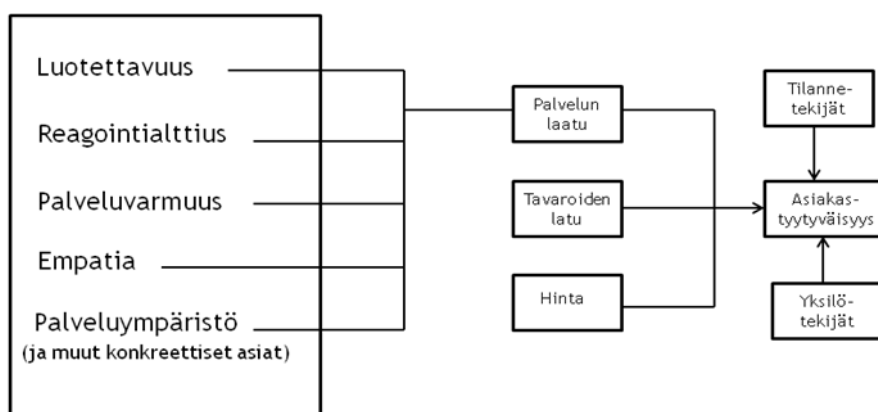 Luotettavuus
Reagointialttius
Palveluvarmuus
Empatia
Palveluympäristö
(ja muut konkreettiset asiat)
Palvelun
laatu
Tavaroiden
latu
Hinta
Tilanne-
tekijät
Asiakas-
tyytyväisyys
Yksilö-
tekijät